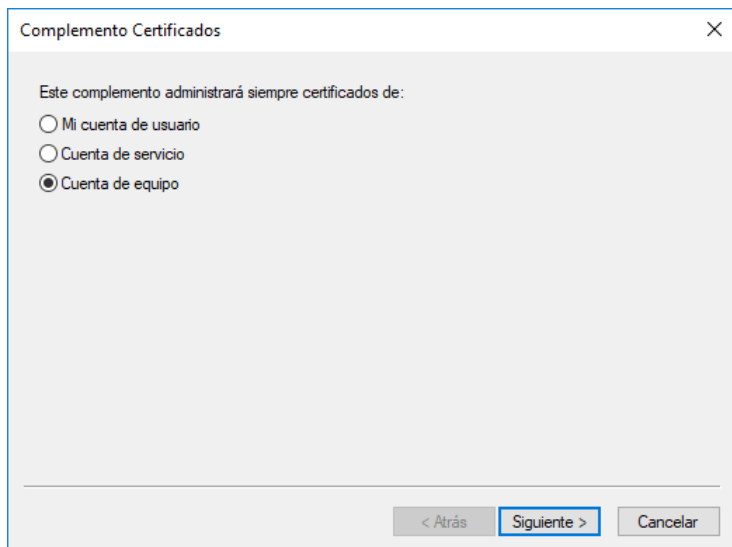 Complemento Certificados
Este complemento administrará siempre certificados de:
Mi cuenta de usuario
Cuenta de servicio
Cuenta de equipo
< Atrás Siguiente > Cancelar